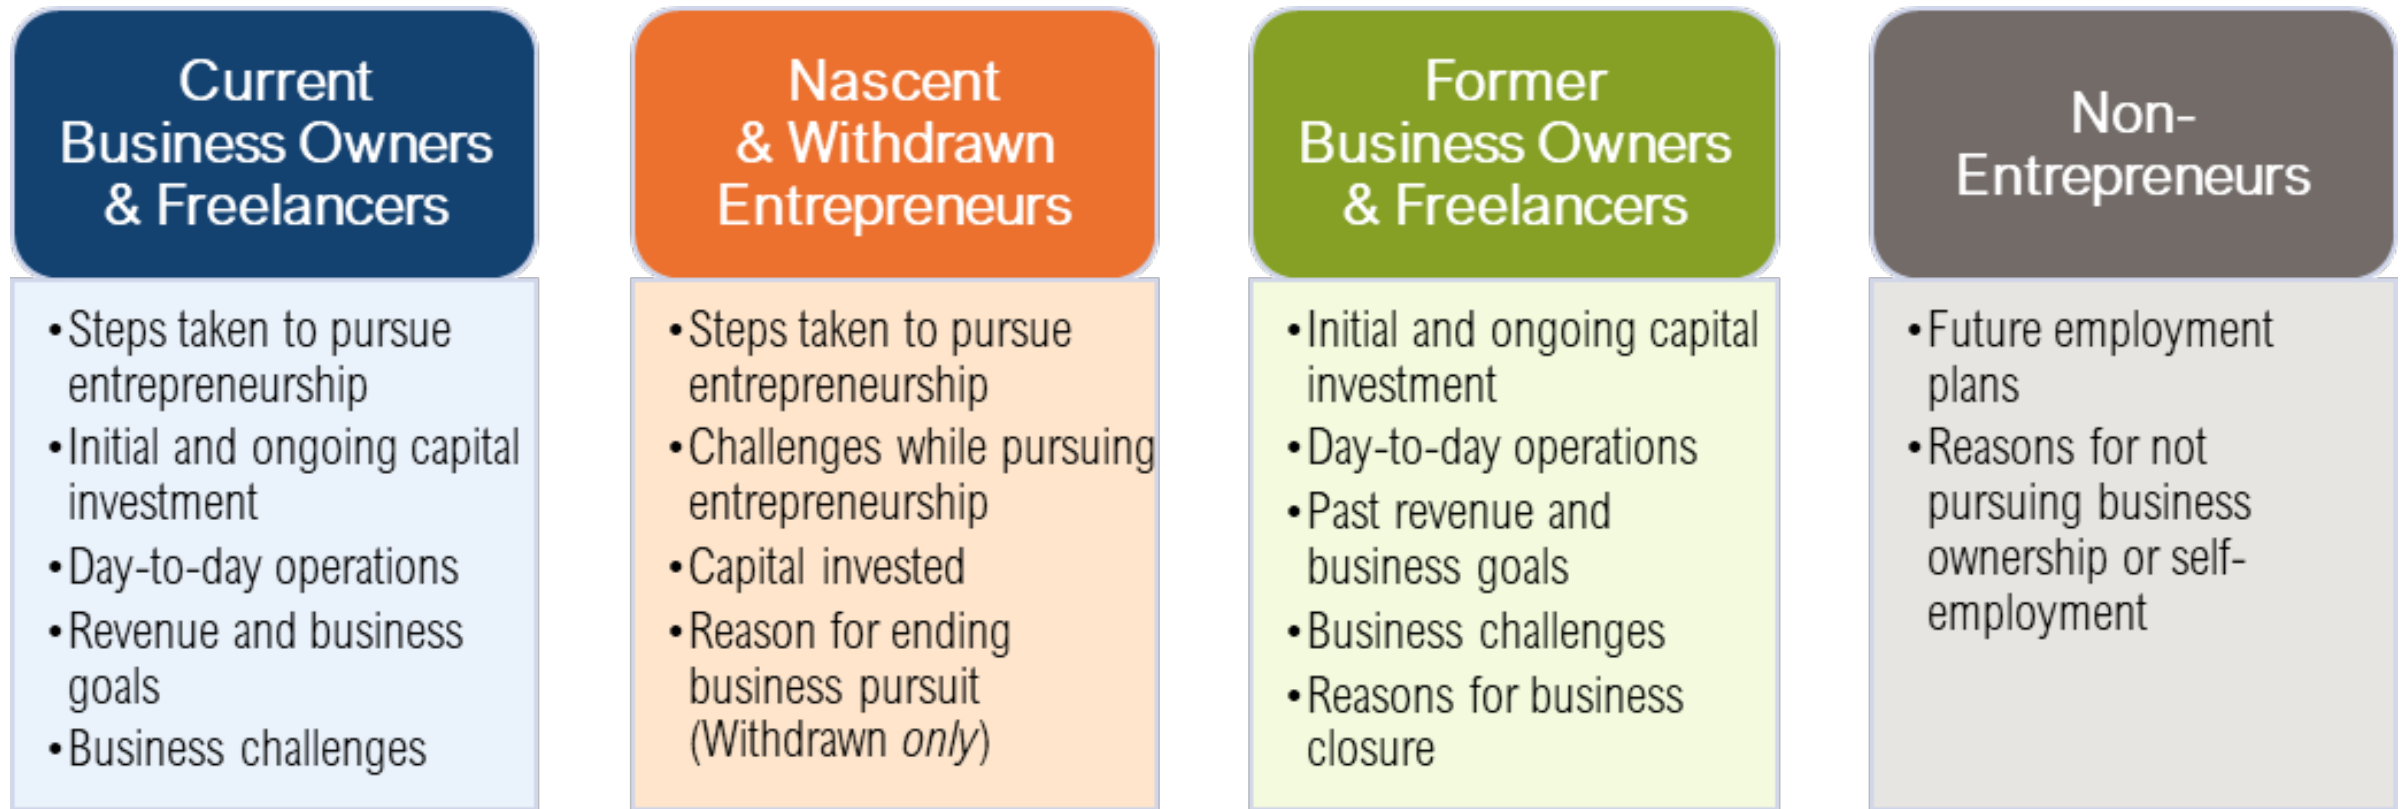 Current
Business Owners
& Freelancers
•Steps taken to pursue
entrepreneurship
•Initial and ongoing capital
investment
•Day-to-day operations
•Revenue and business
goals
•Business challenges
Nascent
& Withdrawn
Entrepreneurs
•Steps taken to pursue
entrepreneurship
•Challenges while pursuing
entrepreneurship
•Capital invested
•Reason for ending
business pursuit
(Withdrawn only)
Former
Business Owners
& Freelancers
•Initial and ongoing capital
investment
•Day-to-day operations
•Past revenue and
business goals
•Business challenges
•Reasons for business
closure
Non-
Entrepreneurs
•Future employment
plans
•Reasons for not
pursuing business
ownership or self-
employment